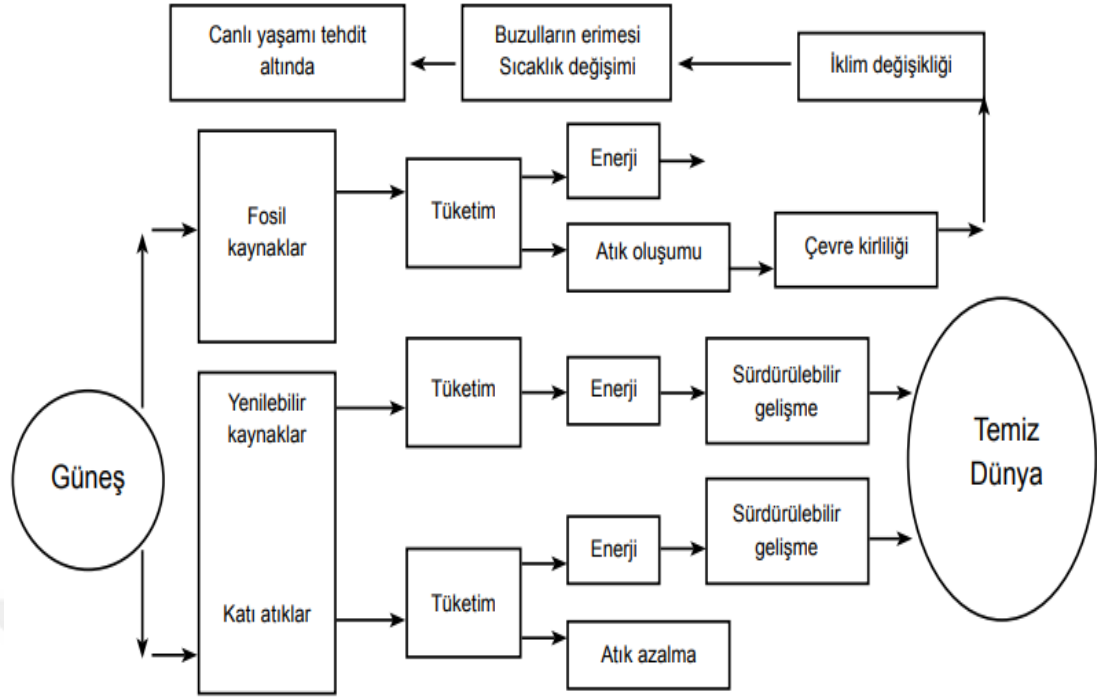 Canlı yaşamı tehdit
altında
Buzulların erimesi
Sıcaklık değişimi
İklim değişikliği
Fosil
kaynaklar
Tüketim
Enerji
Atık oluşumu
Çevre kirliliği
Güneş
Yenilebilir
kaynaklar
Tüketim
Enerji
Sürdürülebilir
gelişme
Temiz
Dünya
Katı atıklar
Tüketim
Enerji
Sürdürülebilir
gelişme
Atık azalma